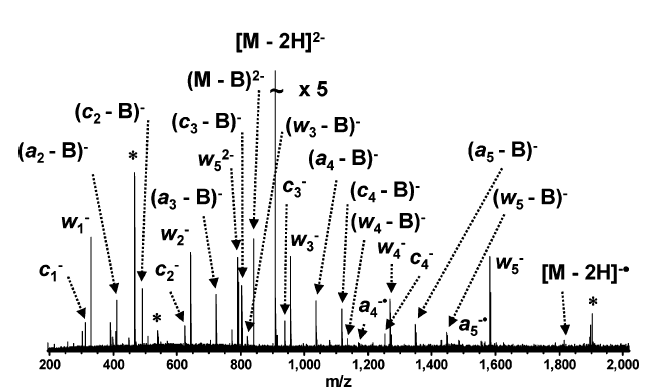 [M - 2H]²⁻
(M - B)²⁻ ~ x 5
(c₂ - B)⁻ (c₃ - B)⁻ (w₃ - B)⁻
(a₂ - B)⁻ * w₅²⁻ (a₄ - B)⁻ (a₅ - B)⁻
(a₃ - B)⁻ c₃⁻ (c₄ - B)⁻ (w₅ - B)⁻
w₁⁻ w₂⁻ w₃⁻ (w₄ - B)⁻
c₁⁻ c₂⁻ w₄⁻ c₄⁻ w₅⁻ [M - 2H]⁻•
* a₄⁻• a₅⁻• *
200 400 600 800 1,000 1,200 1,400 1,600 1,800 2,000
m/z